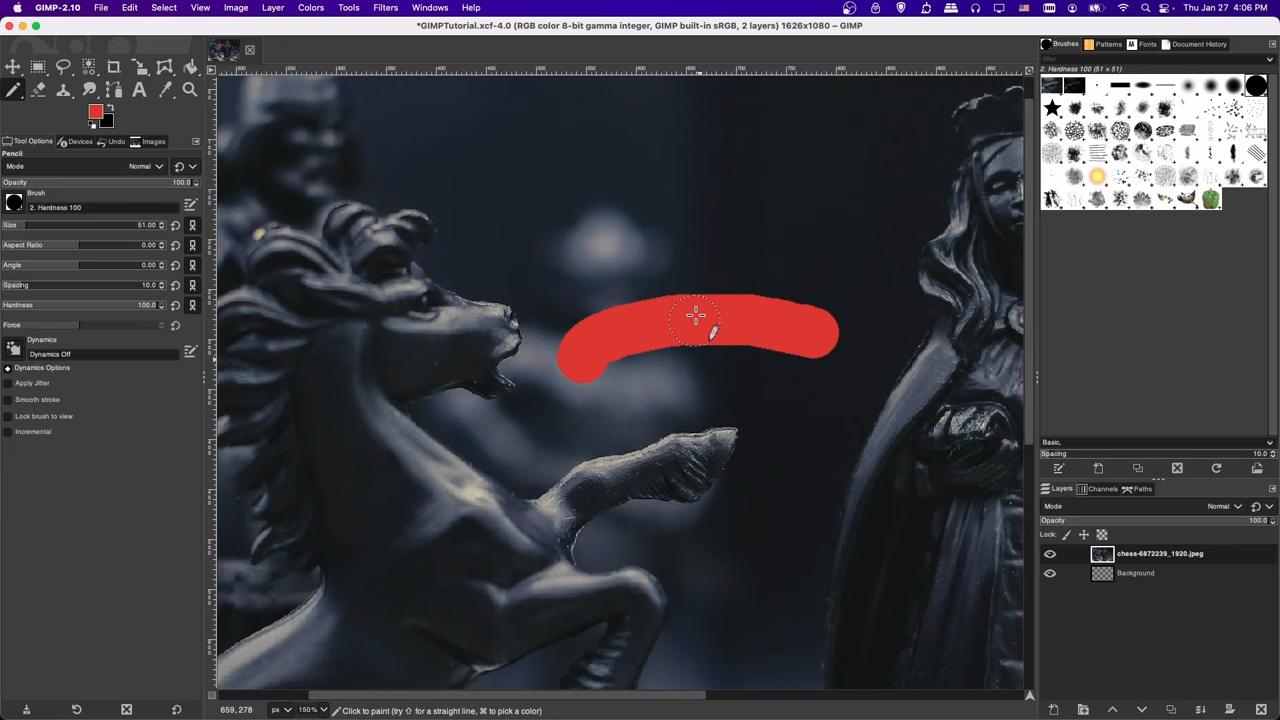 GIMP-2.10 File Edit Select View Image Layer Colors Tools Filters Windows Help Thu Jan 27 4:06 PM
*GIMPTutorial.xcf-4.0 (RGB color 8-bit gamma integer, GIMP built-in sRGB, 2 layers) 1626x1080 – GIMP
Brushes Patterns Fonts Document History
filter
2. Hardness 100 (51 × 51)
Tool Options Devices Undo Images
Pencil
Mode Normal
Opacity 100.0
Brush
2. Hardness 100
Size 51.00
Aspect Ratio 0.00
Angle 0.00
Spacing 10.0
Hardness 100.0
Force
Dynamics
Dynamics Off
Dynamics Options
Apply Jitter
Smooth stroke
Lock brush to view
Incremental
Basic,
Spacing 10.0
Layers Channels Paths
Mode Normal
Opacity 100.0
Lock:
chess-6872239_1920.jpeg
Background
659, 278 px 150% Click to paint (try ⇧ for a straight line, ⌘ to pick a color)